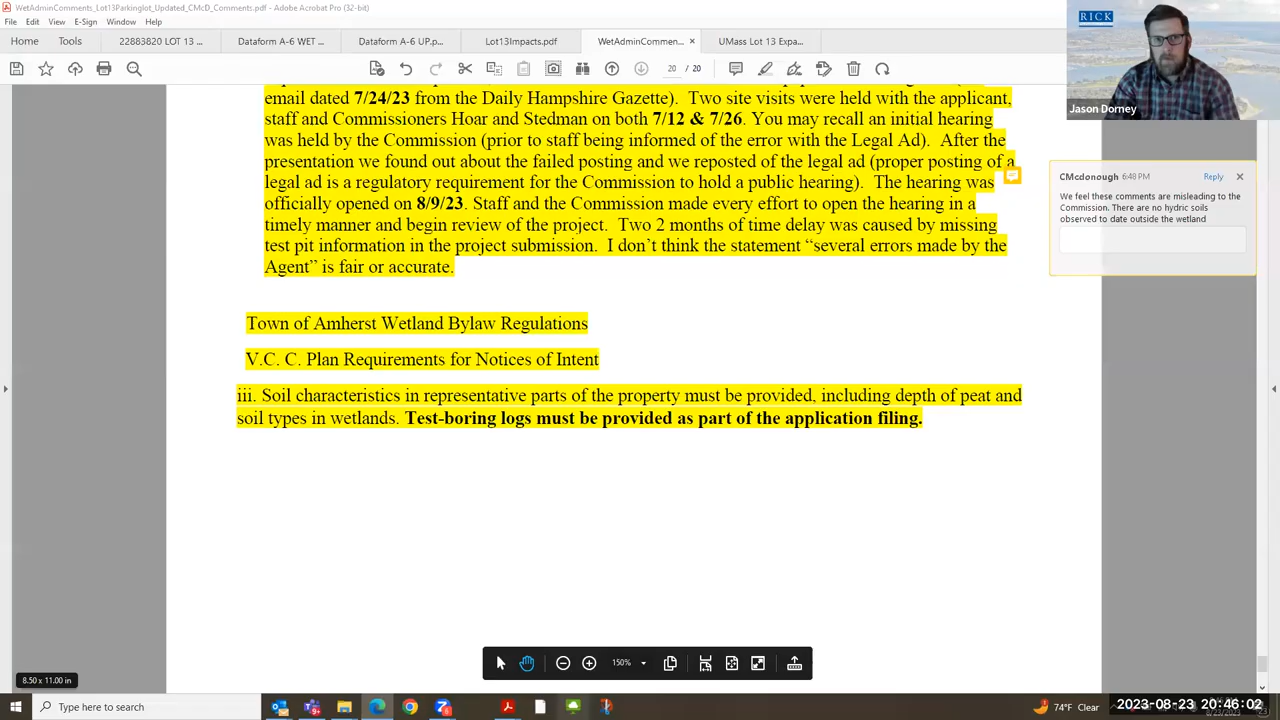 WetAdminComments_Lot13Parkinglot_Updated_CMcD_Comments.pdf - Adobe Acrobat Pro (32-bit)
File Edit View E-Sign Window Help
Home Tools 22883820 LOT 13 ... Dataform A-6 WET ... Dataform A-6 UP.p... Lot13Impacts.pdf WetAdminCommen... × UMass Lot 13 Expa...
20 / 20
RICK
Jason Dorney
email dated 7/24/23 from the Daily Hampshire Gazette). Two site visits were held with the applicant,
staff and Commissioners Hoar and Stedman on both 7/12 & 7/26. You may recall an initial hearing
was held by the Commission (prior to staff being informed of the error with the Legal Ad). After the
presentation we found out about the failed posting and we reposted of the legal ad (proper posting of a
legal ad is a regulatory requirement for the Commission to hold a public hearing). The hearing was
officially opened on 8/9/23. Staff and the Commission made every effort to open the hearing in a
timely manner and begin review of the project. Two 2 months of time delay was caused by missing
test pit information in the project submission. I don't think the statement "several errors made by the
Agent" is fair or accurate.
CMcdonough 6:48 PM Reply
We feel these comments are misleading to the
Commission. There are no hydric soils
observed to date outside the wetland
Town of Amherst Wetland Bylaw Regulations
V.C. C. Plan Requirements for Notices of Intent
iii. Soil characteristics in representative parts of the property must be provided, including depth of peat and
soil types in wetlands. Test-boring logs must be provided as part of the application filing.
150%
8.50 x 11.00 in
Type here to search
74°F Clear
2023-08-23 20:46:02